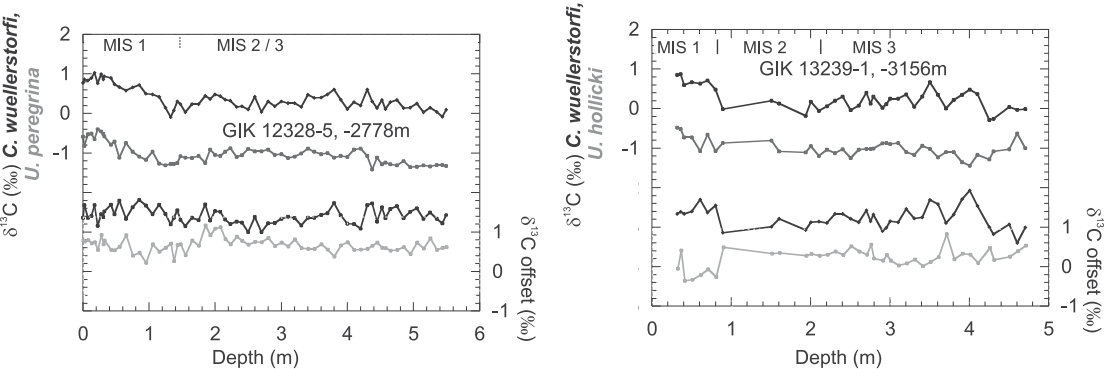 δ¹³C (‰) C. wuellerstorfi,
U. peregrina
2
1
0
-1
MIS 1
MIS 2 / 3
GIK 12328-5, -2778m
1
0
-1
δ¹³C offset (‰)
0
1
2
3
4
5
6
Depth (m)
δ¹³C (‰) C. wuellerstorfi,
U. hollicki
2
1
0
-1
MIS 1
MIS 2
MIS 3
GIK 13239-1, -3156m
1
0
-1
δ¹³C offset (‰)
0
1
2
3
4
5
Depth (m)